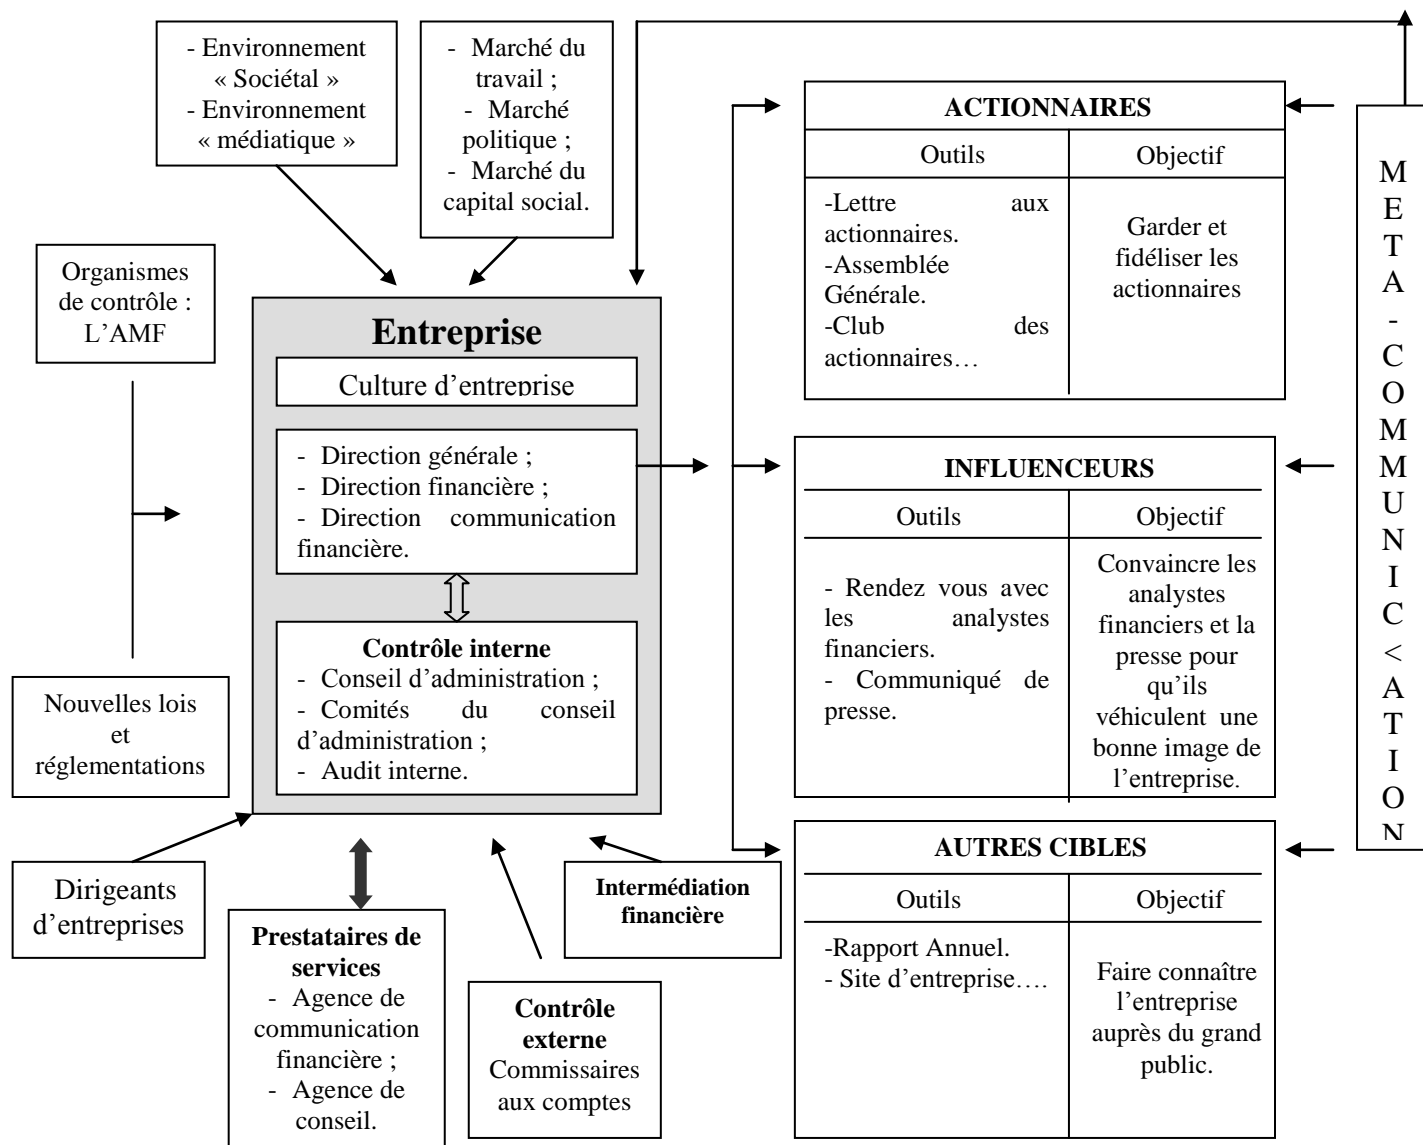 - Environnement
« Sociétal »
- Environnement
« médiatique »
- Marché du
travail ;
- Marché
politique ;
- Marché du
capital social.
Organismes
de contrôle :
L’AMF
Nouvelles lois
et
réglementations
Dirigeants
d’entreprises
Entreprise
Culture d’entreprise
- Direction générale ;
- Direction financière ;
- Direction communication
financière.
Contrôle interne
- Conseil d’administration ;
- Comités du conseil
d’administration ;
- Audit interne.
Prestataires de
services
- Agence de
communication
financière ;
- Agence de
conseil.
Contrôle
externe
Commissaires
aux comptes
Intermédiation
financière
ACTIONNAIRES
Outils
Objectif
-Lettre aux
actionnaires.
-Assemblée
Générale.
-Club des
actionnaires…
Garder et
fidéliser les
actionnaires
INFLUENCEURS
Outils
Objectif
- Rendez vous avec
les analystes
financiers.
- Communiqué de
presse.
Convaincre les
analystes
financiers et la
presse pour
qu’ils
véhiculent une
bonne image de
l’entreprise.
AUTRES CIBLES
Outils
Objectif
-Rapport Annuel.
- Site d’entreprise….
Faire connaître
l’entreprise
auprès du grand
public.
M
E
T
A
-
C
O
M
M
U
N
I
C
<
A
T
I
O
N